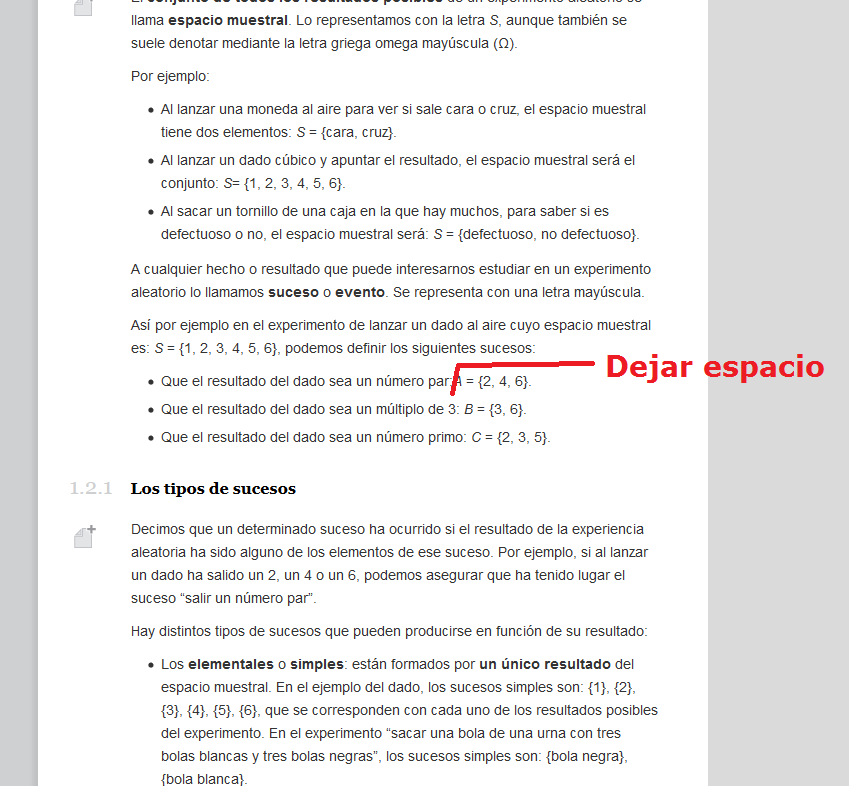 El conjunto de todos los resultados posibles de un experimento aleatorio se
llama espacio muestral. Lo representamos con la letra S, aunque también se
suele denotar mediante la letra griega omega mayúscula (Ω).
Por ejemplo:
• Al lanzar una moneda al aire para ver si sale cara o cruz, el espacio muestral
tiene dos elementos: S = {cara, cruz}.
• Al lanzar un dado cúbico y apuntar el resultado, el espacio muestral será el
conjunto: S= {1, 2, 3, 4, 5, 6}.
• Al sacar un tornillo de una caja en la que hay muchos, para saber si es
defectuoso o no, el espacio muestral será: S = {defectuoso, no defectuoso}.
A cualquier hecho o resultado que puede interesarnos estudiar en un experimento
aleatorio lo llamamos suceso o evento. Se representa con una letra mayúscula.
Así por ejemplo en el experimento de lanzar un dado al aire cuyo espacio muestral
es: S = {1, 2, 3, 4, 5, 6}, podemos definir los siguientes sucesos:
• Que el resultado del dado sea un número par:A = {2, 4, 6}.
Dejar espacio
• Que el resultado del dado sea un múltiplo de 3: B = {3, 6}.
• Que el resultado del dado sea un número primo: C = {2, 3, 5}.
1.2.1 Los tipos de sucesos
Decimos que un determinado suceso ha ocurrido si el resultado de la experiencia
aleatoria ha sido alguno de los elementos de ese suceso. Por ejemplo, si al lanzar
un dado ha salido un 2, un 4 o un 6, podemos asegurar que ha tenido lugar el
suceso “salir un número par”.
Hay distintos tipos de sucesos que pueden producirse en función de su resultado:
• Los elementales o simples: están formados por un único resultado del
espacio muestral. En el ejemplo del dado, los sucesos simples son: {1}, {2},
{3}, {4}, {5}, {6}, que se corresponden con cada uno de los resultados posibles
del experimento. En el experimento “sacar una bola de una urna con tres
bolas blancas y tres bolas negras”, los sucesos simples son: {bola negra},
{bola blanca}.